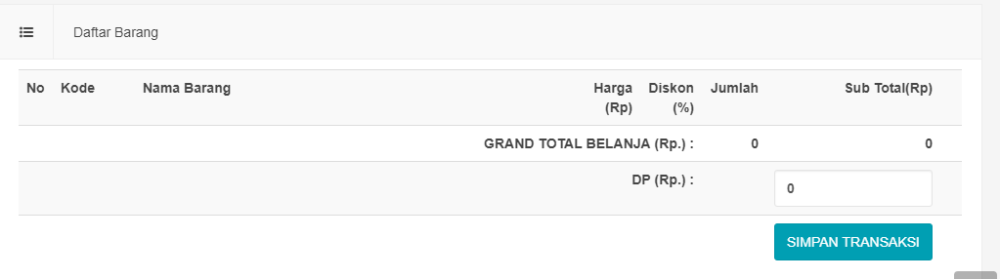 Daftar Barang
No Kode Nama Barang Harga Diskon Jumlah Sub Total(Rp)
(Rp) (%)
GRAND TOTAL BELANJA (Rp.) : 0 0
DP (Rp.) : 0
SIMPAN TRANSAKSI